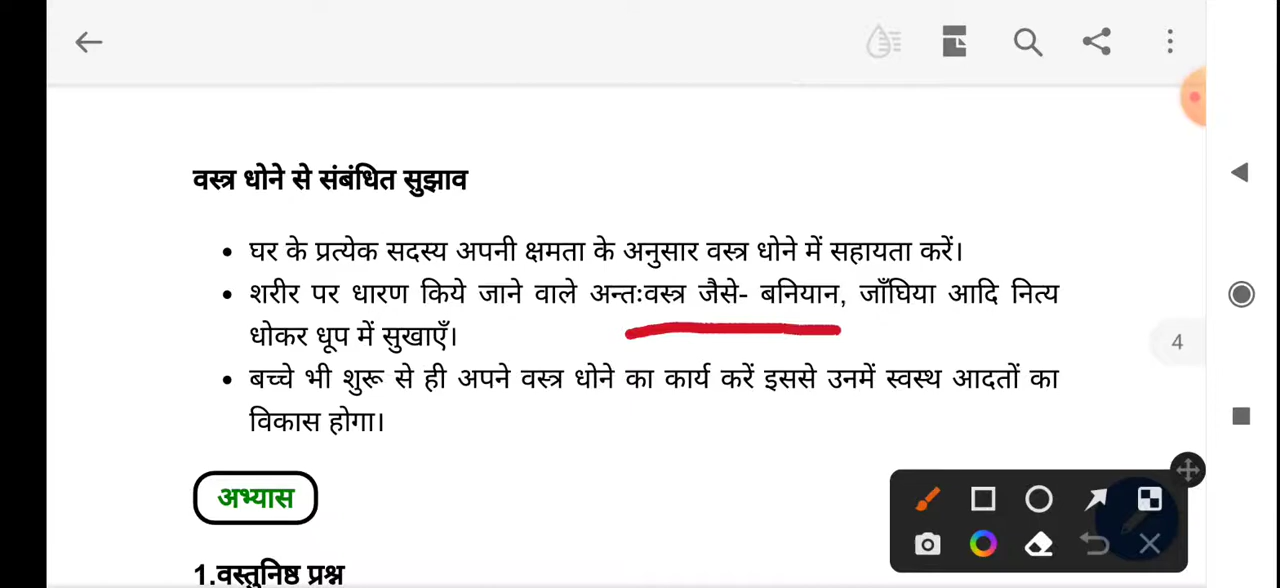 वस्त्र धोने से संबंधित सुझाव
• घर के प्रत्येक सदस्य अपनी क्षमता के अनुसार वस्त्र धोने में सहायता करें।
• शरीर पर धारण किये जाने वाले अन्तःवस्त्र जैसे- बनियान, जाँघिया आदि नित्य
धोकर धूप में सुखाएँ।
4
• बच्चे भी शुरू से ही अपने वस्त्र धोने का कार्य करें इससे उनमें स्वस्थ आदतों का
विकास होगा।
अभ्यास
1.वस्तुनिष्ठ प्रश्न